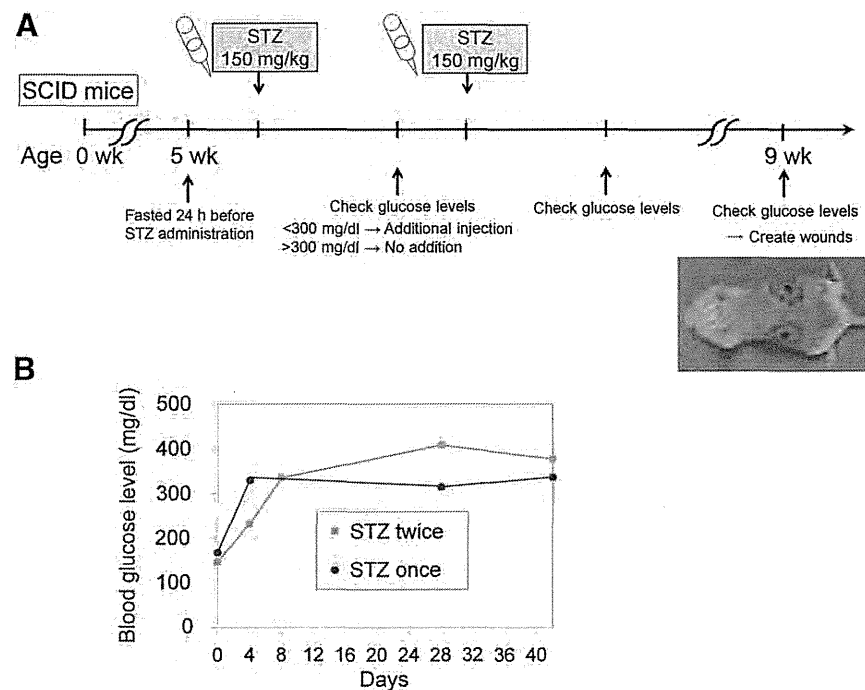 A
STZ
150 mg/kg
STZ
150 mg/kg
SCID mice
Age 0 wk 5 wk 9 wk
Fasted 24 h before
STZ administration
Check glucose levels
<300 mg/dl → Additional injection
>300 mg/dl → No addition
Check glucose levels
Check glucose levels
→ Create wounds
B
Blood glucose level (mg/dl)
500
400
300
200
100
0
STZ twice
STZ once
0 4 8 12 16 20 24 28 32 36 40
Days